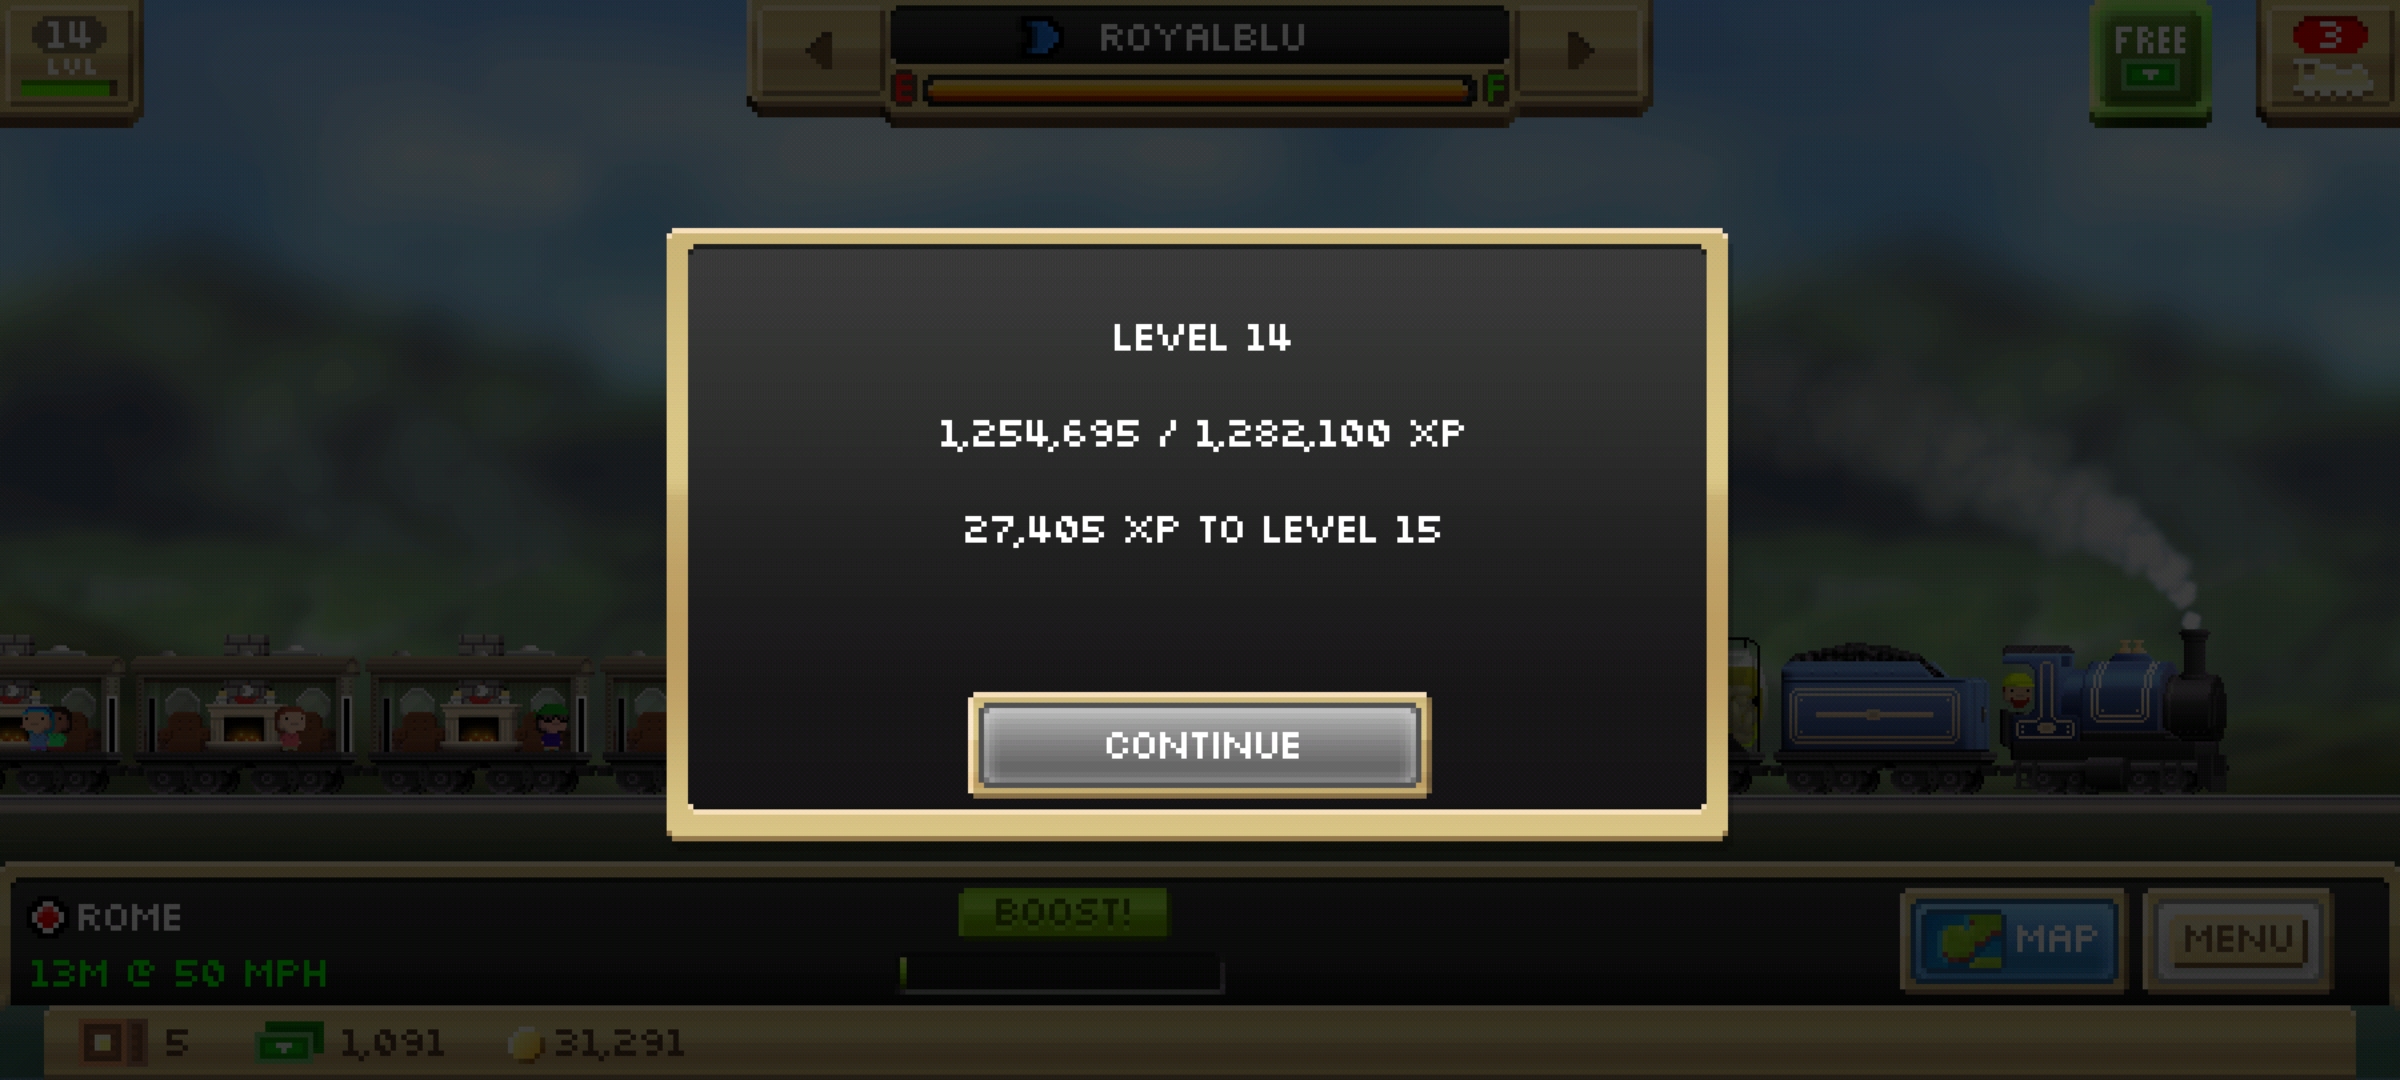 14
LVL
ROYALBLU
E
F
FREE
3
LEVEL 14
1,254,695 / 1,282,100 XP
27,405 XP TO LEVEL 15
CONTINUE
ROME
13M @ 50 MPH
BOOST!
MAP
MENU
5
1,091
31,291